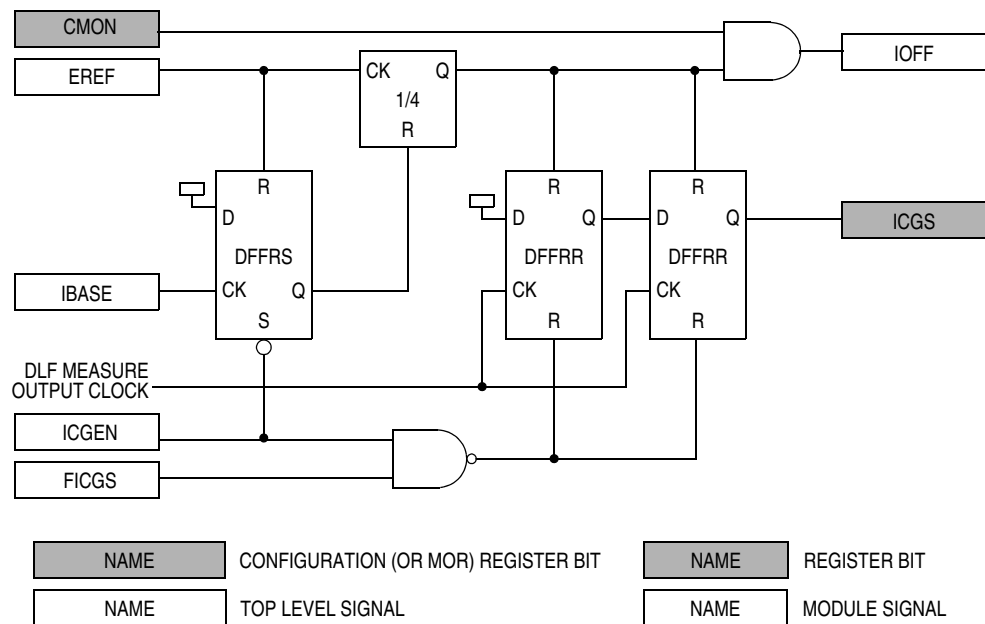 CMON
EREF
CK Q
1/4
R
IOFF
R
D
DFFRS
CK Q
S
IBASE
R
D Q
DFFRR
CK
R
R
D Q
DFFRR
CK
R
ICGS
DLF MEASURE
OUTPUT CLOCK
ICGEN
FICGS
NAME CONFIGURATION (OR MOR) REGISTER BIT
NAME REGISTER BIT
NAME TOP LEVEL SIGNAL
NAME MODULE SIGNAL